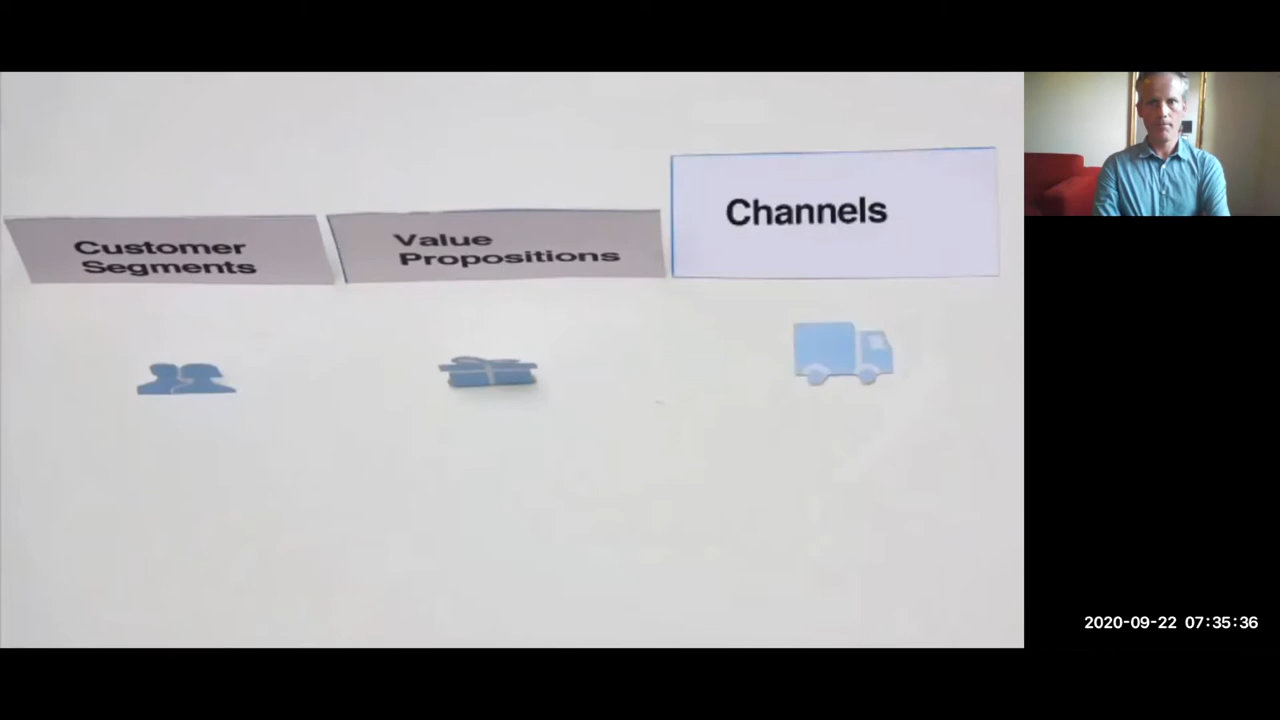 Customer
Segments
Value
Propositions
Channels
2020-09-22 07:35:36